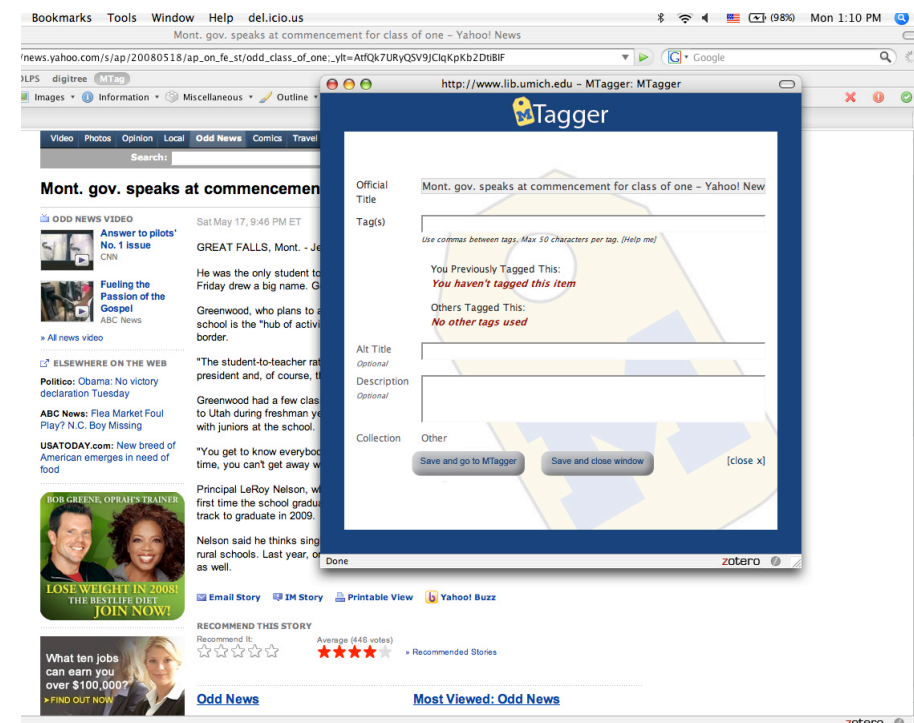 Bookmarks Tools Window Help del.icio.us (98%) Mon 1:10 PM
Mont. gov. speaks at commencement for class of one – Yahoo! News
/news.yahoo.com/s/ap/20080518/ap_on_fe_st/odd_class_of_one;_ylt=AtfQk7URyQSV9JClqKpKb2DtiBIF
G Google
OLPS digitree MTag
Images Information Miscellaneous Outline
Video Photos Opinion Local Odd News Comics Travel
Search:
Mont. gov. speaks at commencemen
ODD NEWS VIDEO
Answer to pilots'
No. 1 issue
CNN
Fueling the
Passion of the
Gospel
ABC News
» All news video
ELSEWHERE ON THE WEB
Politico: Obama: No victory
declaration Tuesday
ABC News: Flea Market Foul
Play? N.C. Boy Missing
USATODAY.com: New breed of
American emerges in need of
food
BOB GREENE, OPRAH'S TRAINER
LOSE WEIGHT IN 2008!
THE BESTLIFE DIET
JOIN NOW!
What ten jobs
can earn you
over $100,000?
FIND OUT NOW
Sat May 17, 9:46 PM ET
GREAT FALLS, Mont. - Je
He was the only student to
Friday drew a big name. G
Greenwood, who plans to a
school is the "hub of activi
border.
"The student-to-teacher rat
president and, of course, t
Greenwood had a few clas
to Utah during freshman ye
with juniors at the school.
"You get to know everyboo
time, you can't get away w
Principal LeRoy Nelson, w
first time the school gradua
track to graduate in 2009.
Nelson said he thinks sing
rural schools. Last year, o
as well.
Email Story IM Story Printable View Yahoo! Buzz
RECOMMEND THIS STORY
Recommend It: Average (446 votes)
» Recommended Stories
Odd News Most Viewed: Odd News
http://www.lib.umich.edu – MTagger: MTagger
MTagger
Official
Title
Mont. gov. speaks at commencement for class of one – Yahoo! New
Tag(s)
Use commas between tags. Max 50 characters per tag. [Help me]
You Previously Tagged This:
You haven't tagged this item
Others Tagged This:
No other tags used
Alt Title
Optional
Description
Optional
Collection Other
Save and go to MTagger Save and close window [close x]
Done zotero
zotero